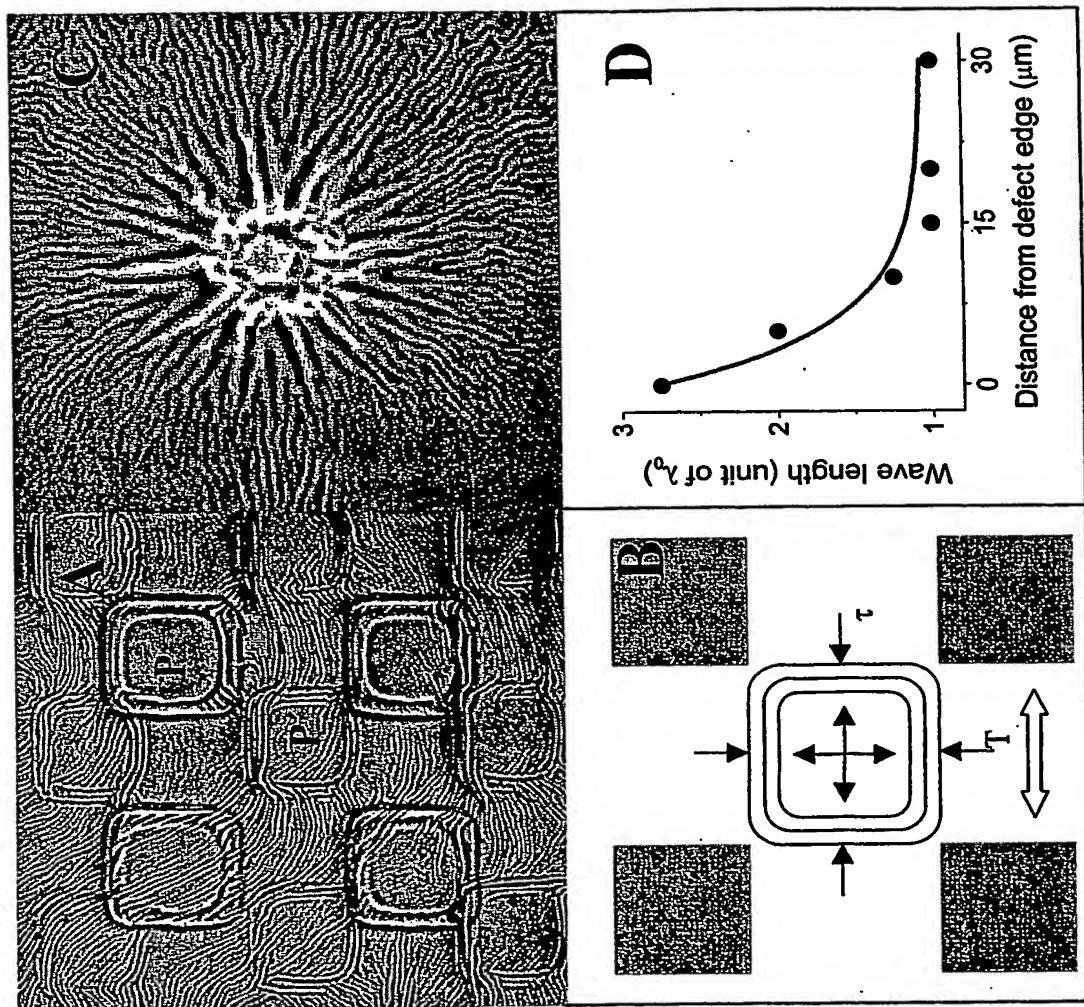 A
P
P
C
B
τ
T
D
Wave length (unit of λ₀)
3
2
1
0
15
30
Distance from defect edge (μm)